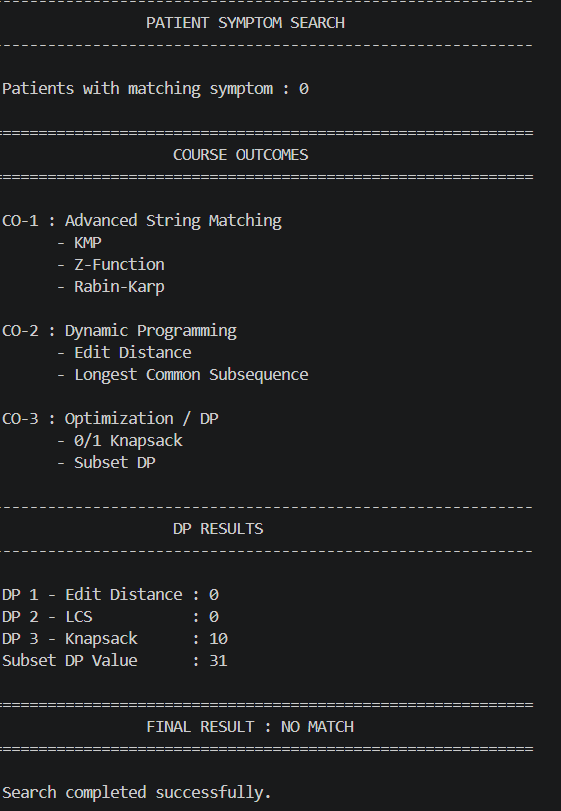 ------------------------------------------------------------
PATIENT SYMPTOM SEARCH
------------------------------------------------------------
Patients with matching symptom : 0
============================================================
COURSE OUTCOMES
============================================================
CO-1 : Advanced String Matching
- KMP
- Z-Function
- Rabin-Karp
CO-2 : Dynamic Programming
- Edit Distance
- Longest Common Subsequence
CO-3 : Optimization / DP
- 0/1 Knapsack
- Subset DP
------------------------------------------------------------
DP RESULTS
------------------------------------------------------------
DP 1 - Edit Distance : 0
DP 2 - LCS           : 0
DP 3 - Knapsack      : 10
Subset DP Value      : 31
============================================================
FINAL RESULT : NO MATCH
============================================================
Search completed successfully.